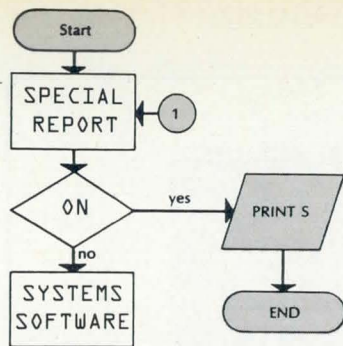 Start
SPECIAL
REPORT
1
ON
yes
PRINT S
no
SYSTEMS
SOFTWARE
END